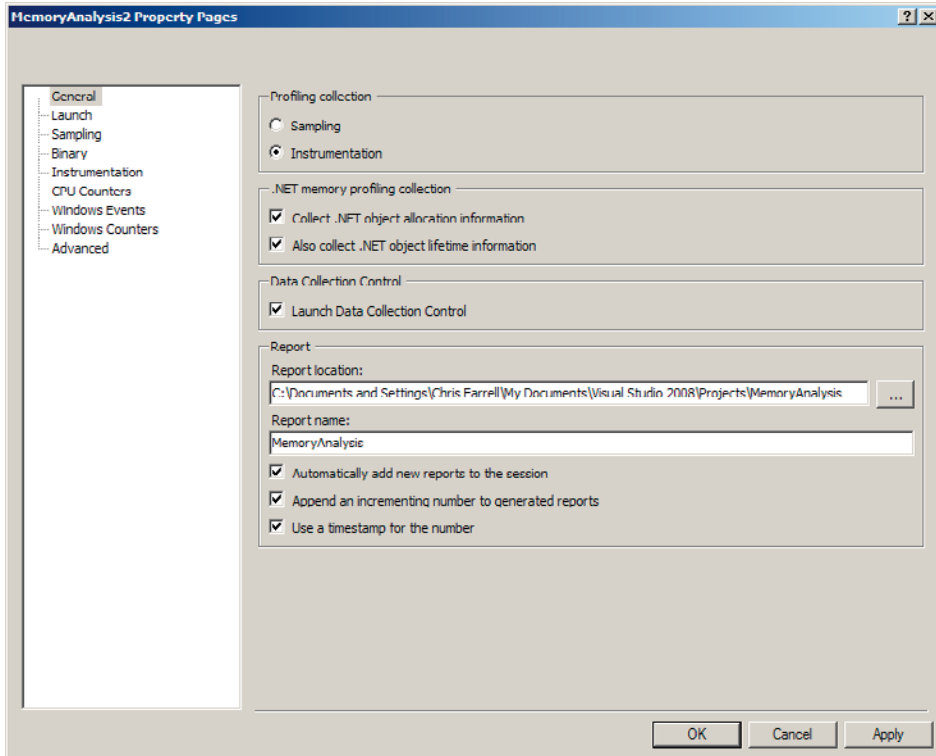 MemoryAnalysis2 Property Pages
General
Launch
Sampling
Binary
Instrumentation
CPU Counters
Windows Events
Windows Counters
Advanced
Profiling collection
Sampling
Instrumentation
.NET memory profiling collection
Collect .NET object allocation information
Also collect .NET object lifetime information
Data Collection Control
Launch Data Collection Control
Report
Report location:
C:\Documents and Settings\Chris Farrell\My Documents\Visual Studio 2008\Projects\MemoryAnalysis
...
Report name:
MemoryAnalysis
Automatically add new reports to the session
Append an incrementing number to generated reports
Use a timestamp for the number
OK Cancel Apply